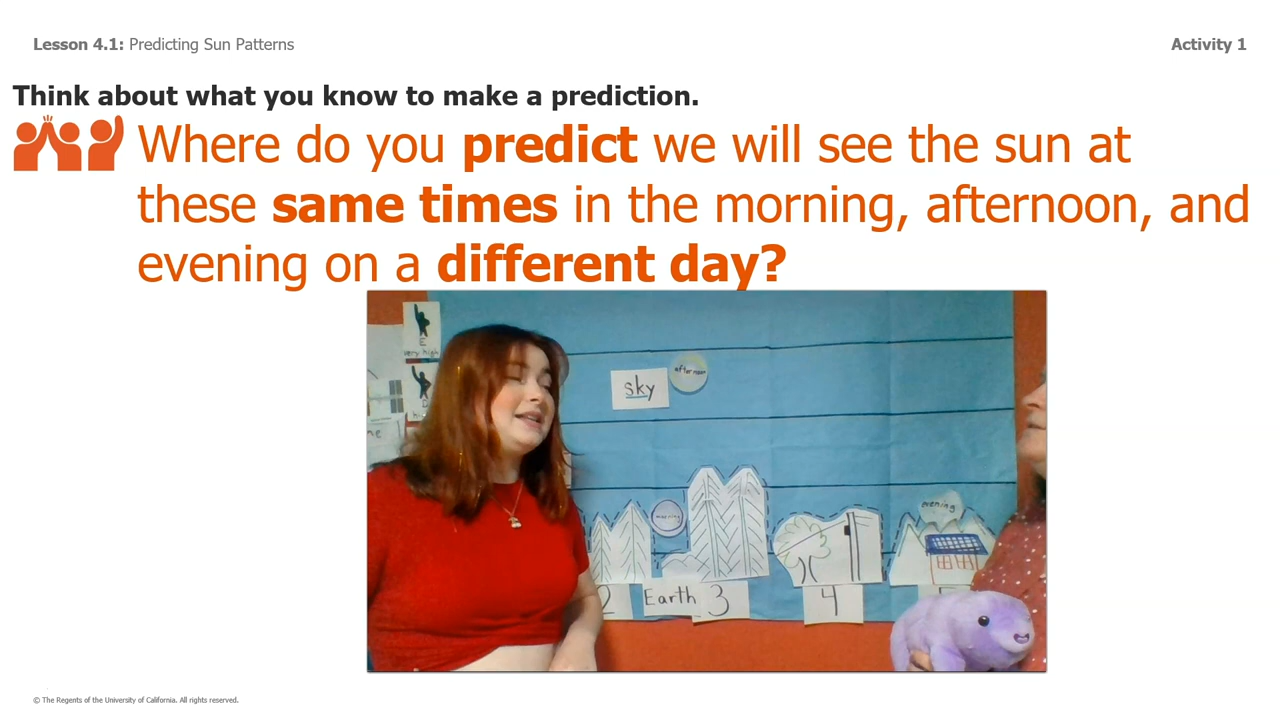 Lesson 4.1: Predicting Sun Patterns
Activity 1
Think about what you know to make a prediction.
Where do you predict we will see the sun at
these same times in the morning, afternoon, and
evening on a different day?
E
very high
sky
afternoon
morning
evening
2
Earth
3
4
© The Regents of the University of California. All rights reserved.